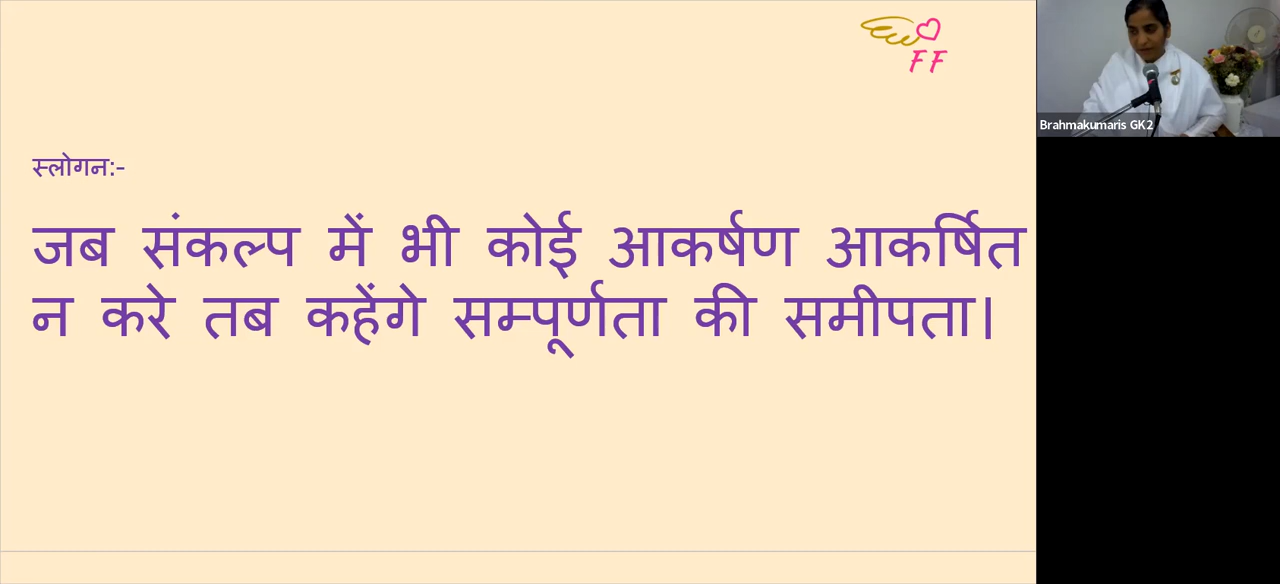 FF
Brahmakumaris GK2
स्लोगन:-
जब संकल्प में भी कोई आकर्षण आकर्षित
न करे तब कहेंगे सम्पूर्णता की समीपता।